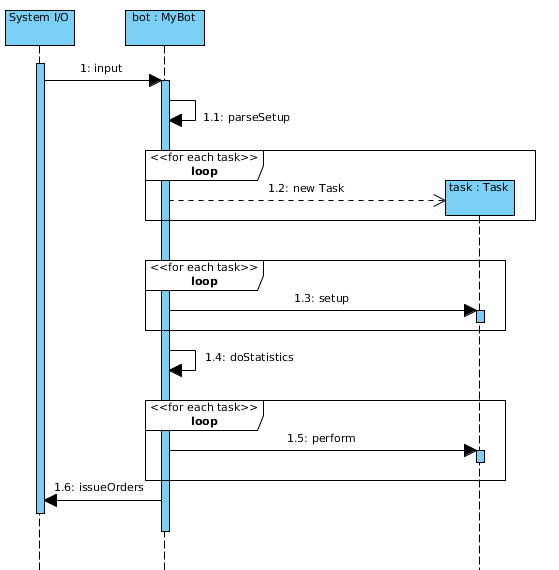 System I/O
bot : MyBot
1: input
1.1: parseSetup
<<for each task>>
loop
1.2: new Task
task : Task
<<for each task>>
loop
1.3: setup
1.4: doStatistics
<<for each task>>
loop
1.5: perform
1.6: issueOrders